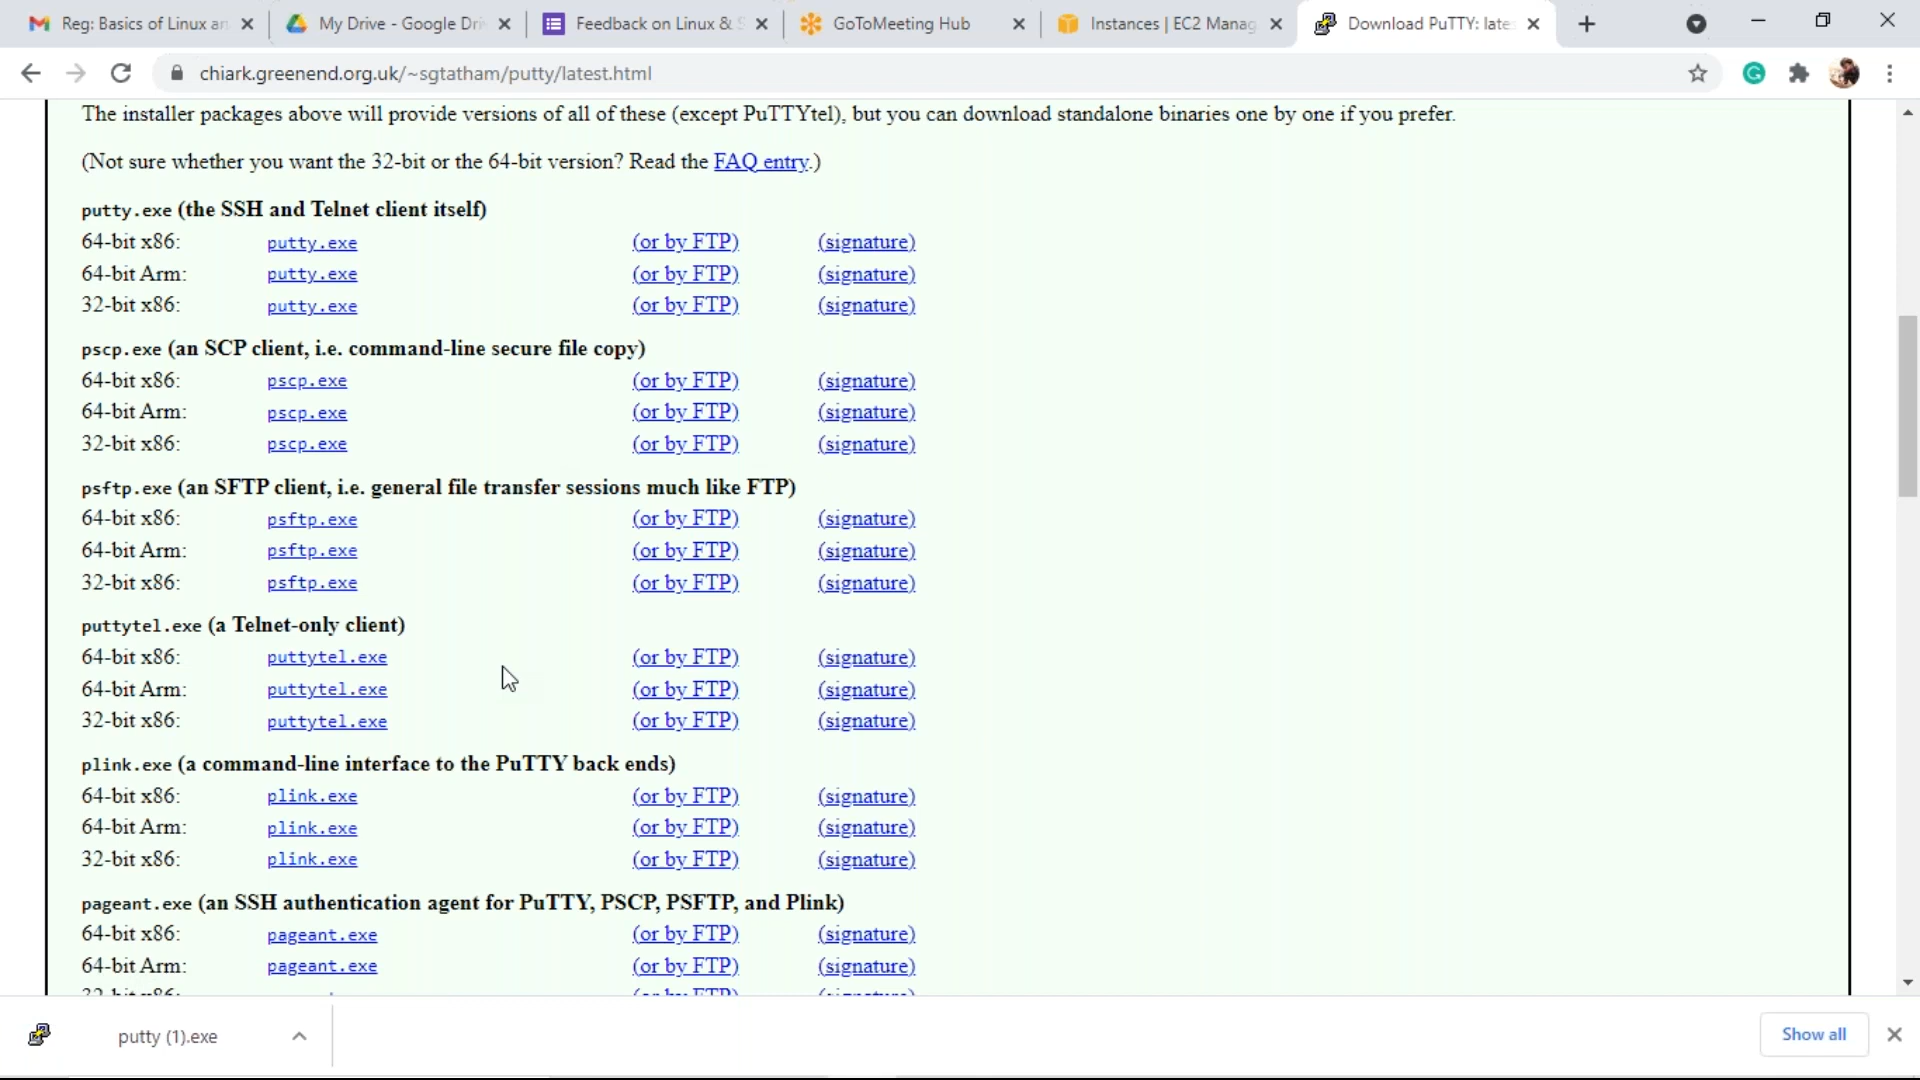 Reg: Basics of Linux an
My Drive - Google Dri
Feedback on Linux & S
GoToMeeting Hub
Instances | EC2 Manag
Download PuTTY: late
chiark.greenend.org.uk/~sgtatham/putty/latest.html
The installer packages above will provide versions of all of these (except PuTTYtel), but you can download standalone binaries one by one if you prefer.
(Not sure whether you want the 32-bit or the 64-bit version? Read the FAQ entry.)
putty.exe (the SSH and Telnet client itself)
64-bit x86: putty.exe (or by FTP) (signature)
64-bit Arm: putty.exe (or by FTP) (signature)
32-bit x86: putty.exe (or by FTP) (signature)
pscp.exe (an SCP client, i.e. command-line secure file copy)
64-bit x86: pscp.exe (or by FTP) (signature)
64-bit Arm: pscp.exe (or by FTP) (signature)
32-bit x86: pscp.exe (or by FTP) (signature)
psftp.exe (an SFTP client, i.e. general file transfer sessions much like FTP)
64-bit x86: psftp.exe (or by FTP) (signature)
64-bit Arm: psftp.exe (or by FTP) (signature)
32-bit x86: psftp.exe (or by FTP) (signature)
puttytel.exe (a Telnet-only client)
64-bit x86: puttytel.exe (or by FTP) (signature)
64-bit Arm: puttytel.exe (or by FTP) (signature)
32-bit x86: puttytel.exe (or by FTP) (signature)
plink.exe (a command-line interface to the PuTTY back ends)
64-bit x86: plink.exe (or by FTP) (signature)
64-bit Arm: plink.exe (or by FTP) (signature)
32-bit x86: plink.exe (or by FTP) (signature)
pageant.exe (an SSH authentication agent for PuTTY, PSCP, PSFTP, and Plink)
64-bit x86: pageant.exe (or by FTP) (signature)
64-bit Arm: pageant.exe (or by FTP) (signature)
putty (1).exe
Show all